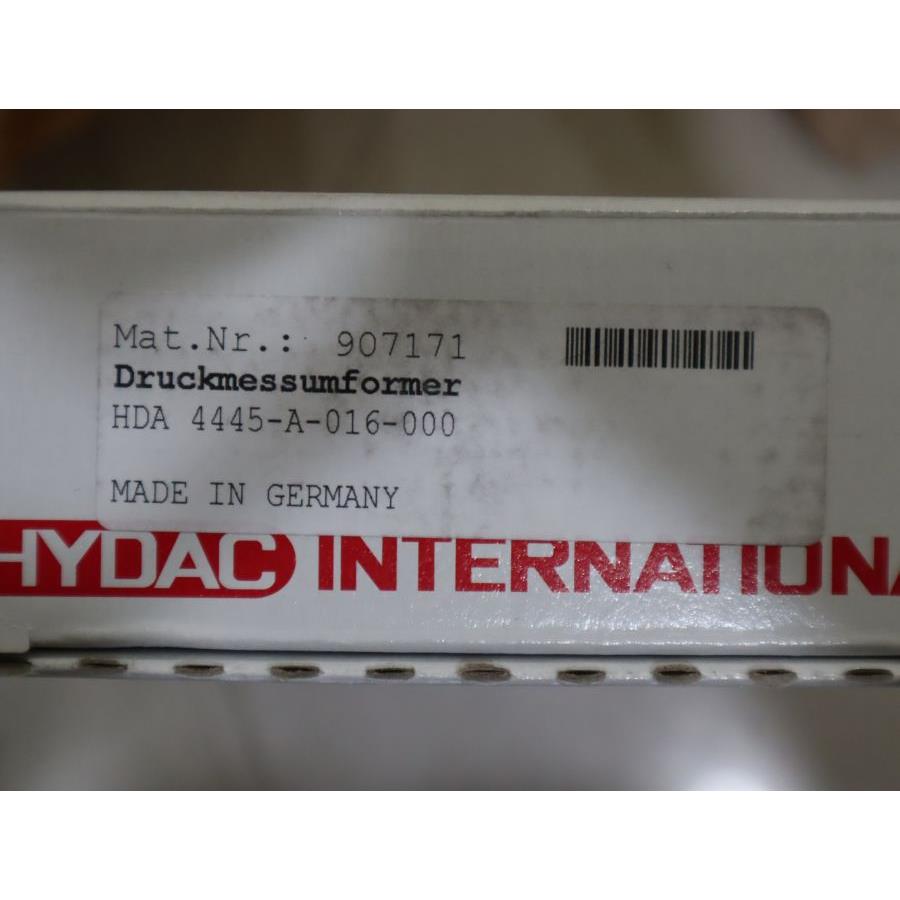 Mat.Nr.: 907171
Druckmessumformer
HDA 4445-A-016-000
MADE IN GERMANY
HYDAC INTERNATIONA